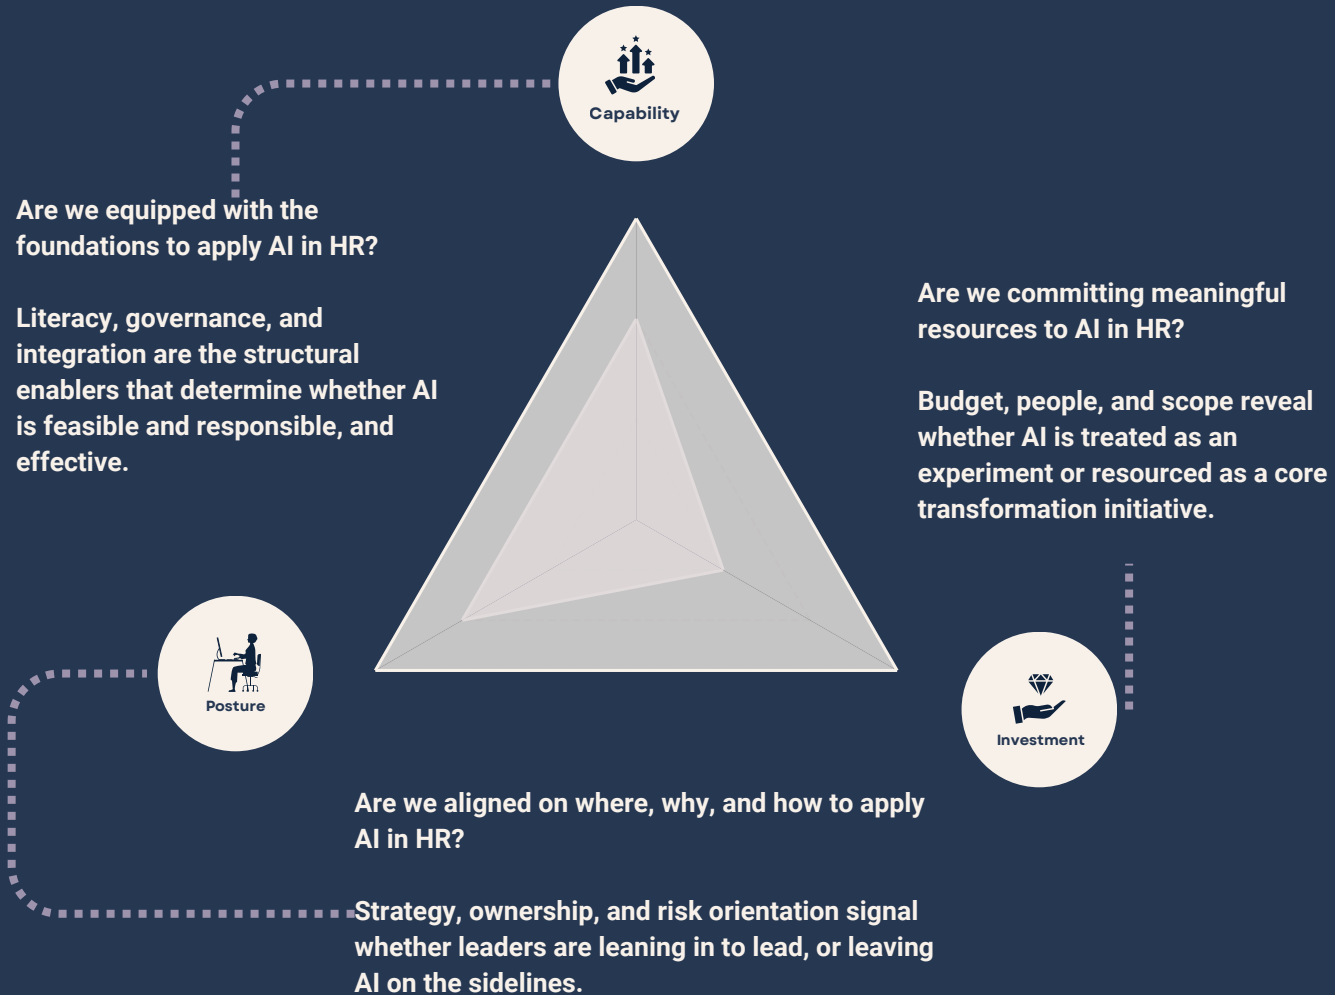 Capability
Are we equipped with the
foundations to apply AI in HR?
Literacy, governance, and
integration are the structural
enablers that determine whether AI
is feasible and responsible, and
effective.
Are we committing meaningful
resources to AI in HR?
Budget, people, and scope reveal
whether AI is treated as an
experiment or resourced as a core
transformation initiative.
Posture
Investment
Are we aligned on where, why, and how to apply
AI in HR?
Strategy, ownership, and risk orientation signal
whether leaders are leaning in to lead, or leaving
AI on the sidelines.